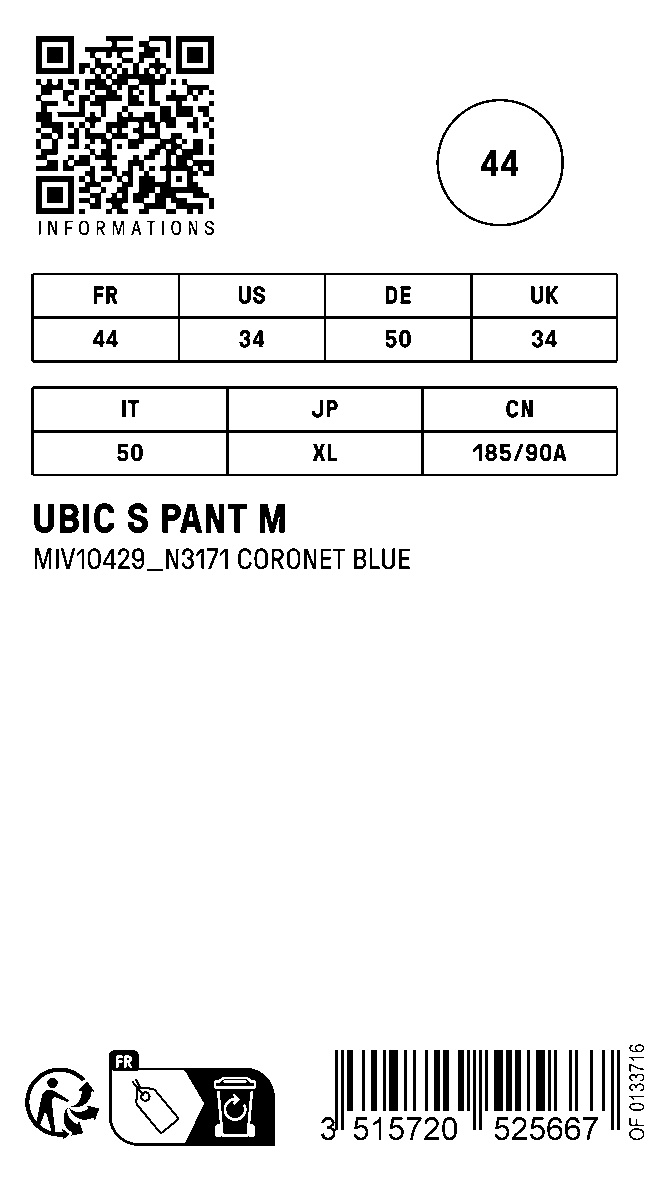 INFORMATIONS
44
FR US DE UK
44 34 50 34
IT JP CN
50 XL 185/90A
UBIC S PANT M
MIV10429_N3171 CORONET BLUE
FR
3 515720 525667
OF 0133716